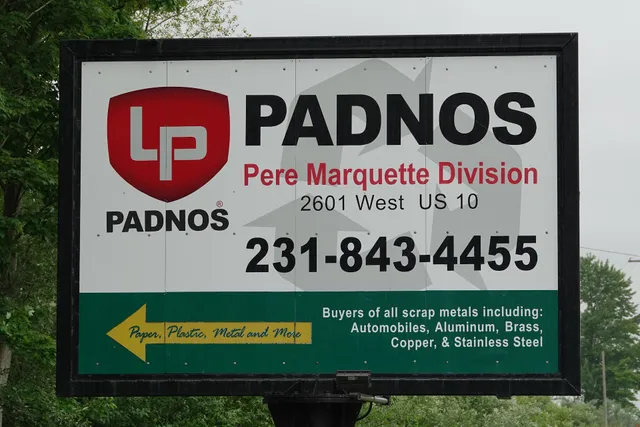 LP
PADNOS®
PADNOS
Pere Marquette Division
2601 West US 10
231-843-4455
Paper, Plastic, Metal and More
Buyers of all scrap metals including:
Automobiles, Aluminum, Brass,
Copper, & Stainless Steel